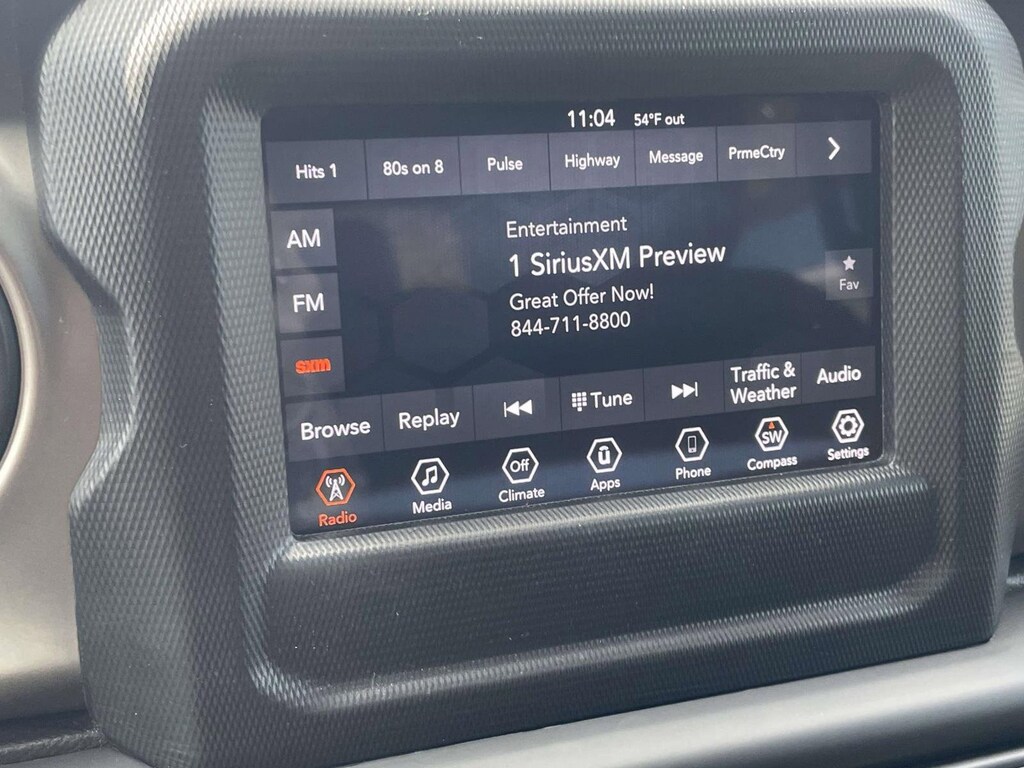 11:04 54°F out
Hits 1 80s on 8 Pulse Highway Message PrmeCtry
AM
FM
sxm
Entertainment
1 SiriusXM Preview
Great Offer Now!
844-711-8800
Fav
Browse Replay Tune Traffic & Weather Audio
Off
SW
Radio Media Climate Apps Phone Compass Settings